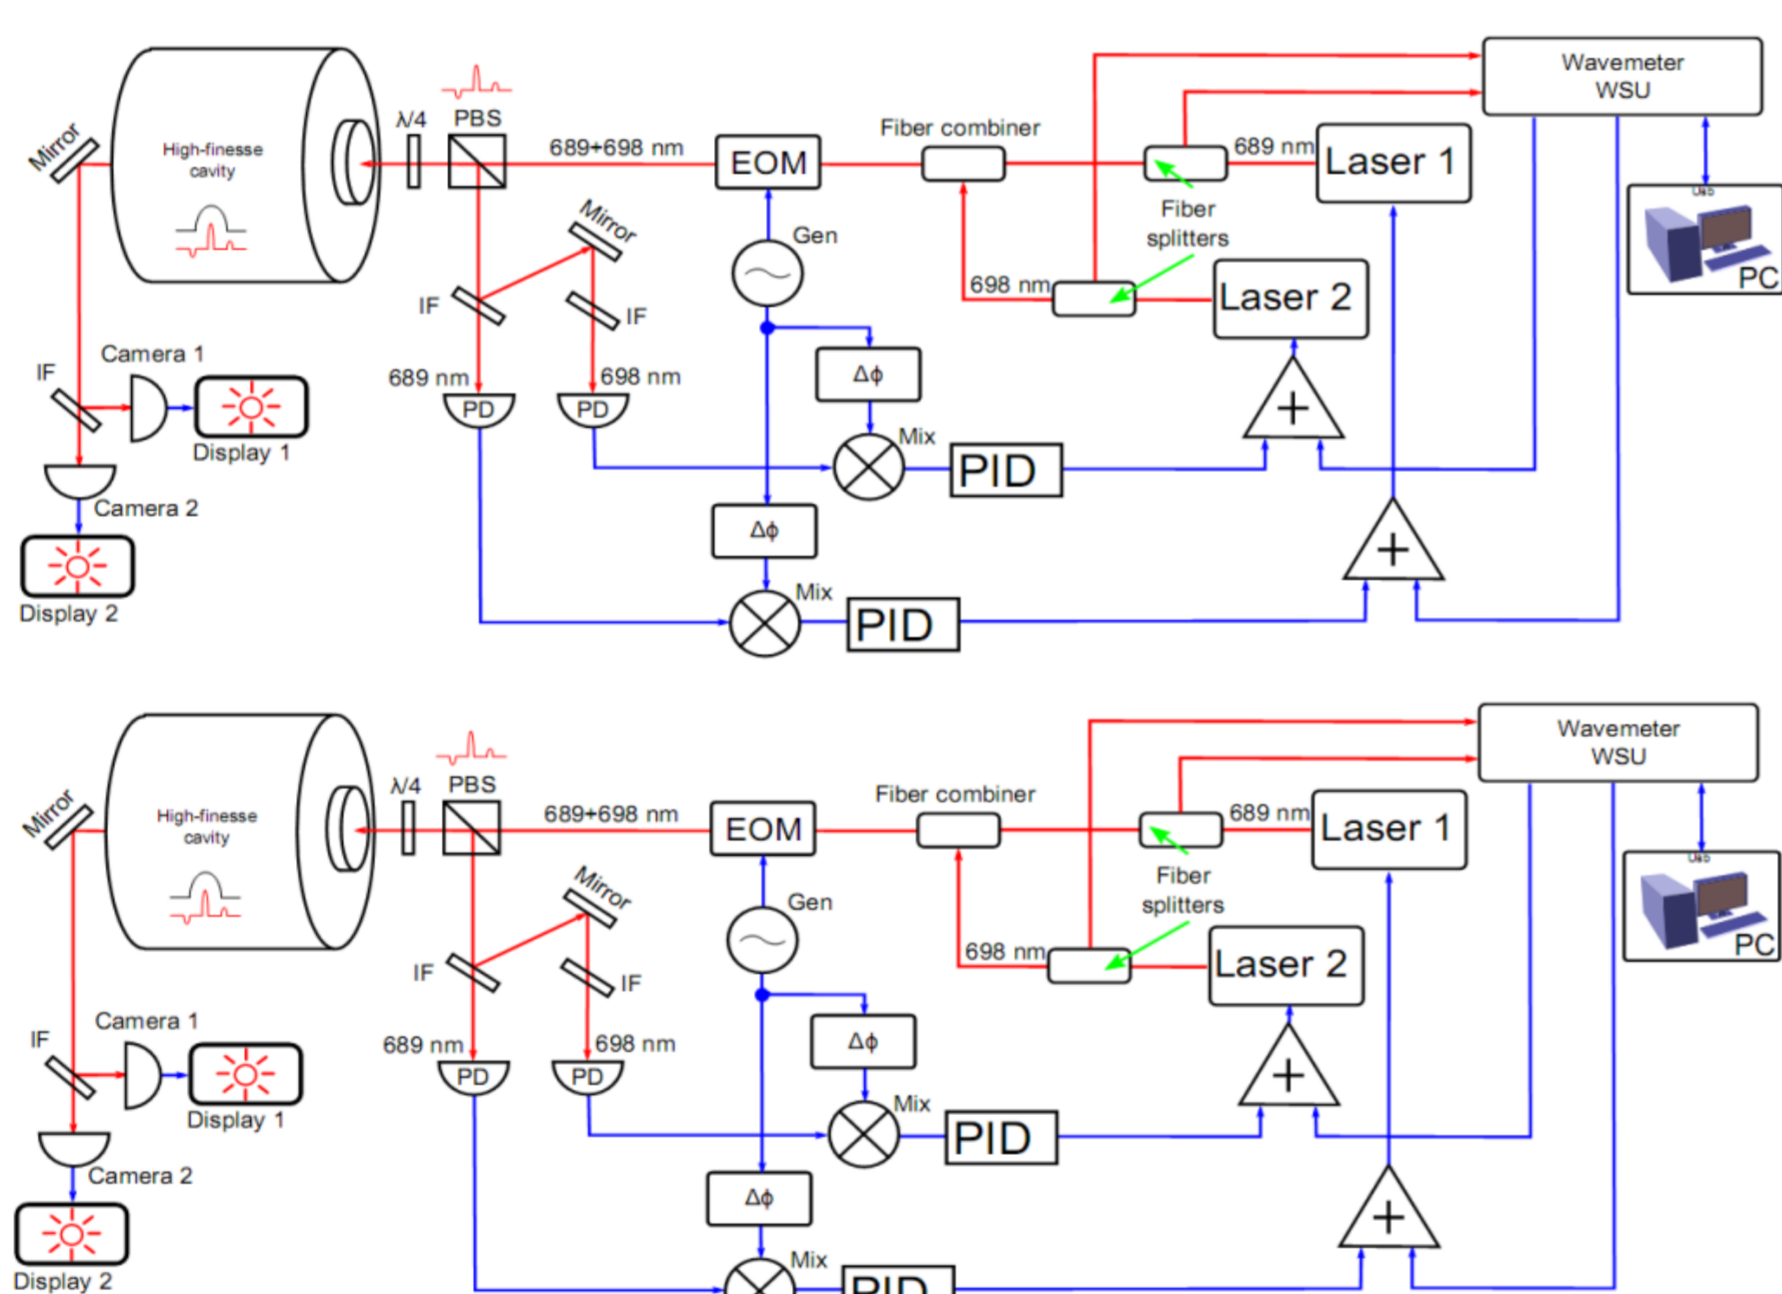 Wavemeter
WSU
Mirror
High-finesse
cavity
λ/4
PBS
689+698 nm
EOM
Fiber combiner
689 nm
Laser 1
Usb
PC
Mirror
Gen
Fiber
splitters
698 nm
Laser 2
IF
IF
Camera 1
IF
689 nm
698 nm
Δϕ
PD
PD
+
Display 1
Mix
PID
Camera 2
Δϕ
+
Display 2
Mix
PID
Wavemeter
WSU
Mirror
High-finesse
cavity
λ/4
PBS
689+698 nm
EOM
Fiber combiner
689 nm
Laser 1
Usb
PC
Mirror
Gen
Fiber
splitters
698 nm
Laser 2
IF
IF
Camera 1
IF
689 nm
698 nm
Δϕ
PD
PD
+
Display 1
Mix
PID
Camera 2
Δϕ
+
Display 2
Mix
PID